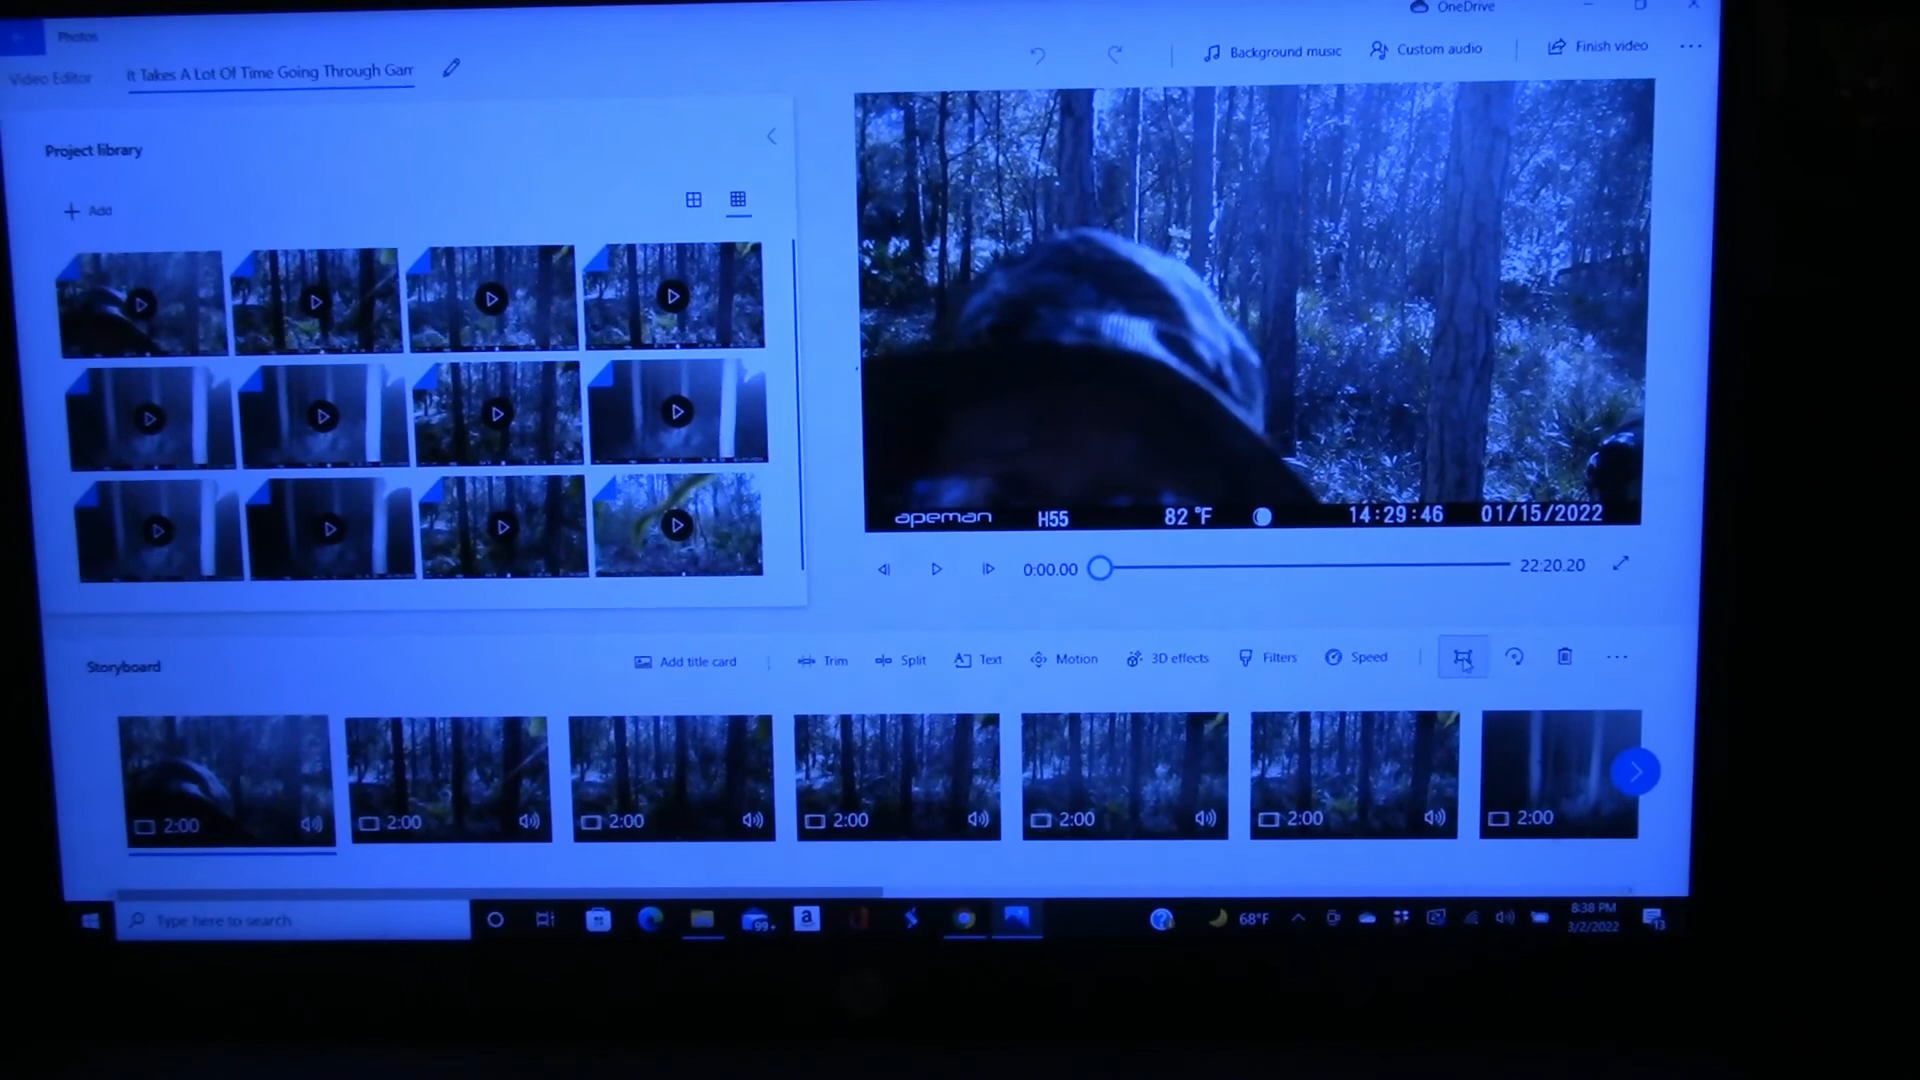 OneDrive
Photos
Video Editor
It Takes A Lot Of Time Going Through Gam
Background music
Custom audio
Finish video
Project library
Add
apeman H55 82 °F 14:29:46 01/15/2022
0:00.00
22:20.20
Storyboard
Add title card
Trim
Split
Text
Motion
3D effects
Filters
Speed
2:00
2:00
2:00
2:00
2:00
2:00
2:00
Type here to search
99+
a
68°F
8:38 PM
3/2/2022
13